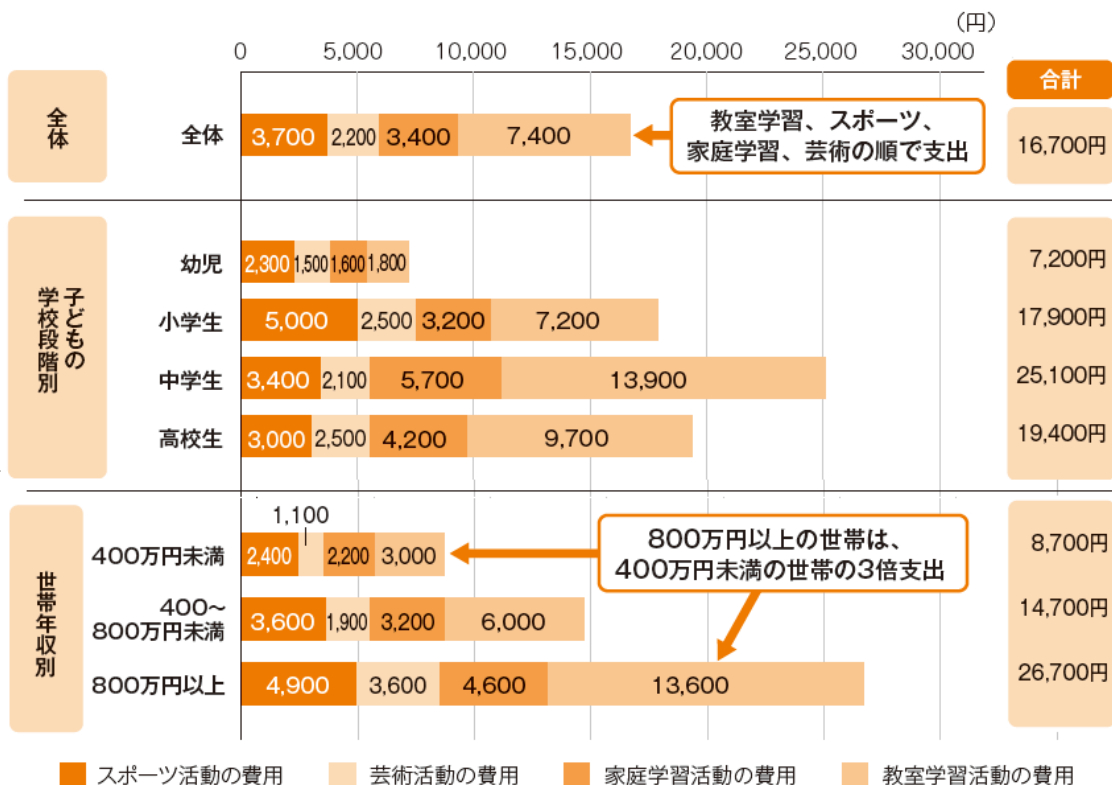 (円)
0 5,000 10,000 15,000 20,000 25,000 30,000
合計
全体
全体 3,700 2,200 3,400 7,400
教室学習、スポーツ、
家庭学習、芸術の順で支出
16,700円
子どもの
学校段階別
幼児 2,300 1,500 1,600 1,800 7,200円
小学生 5,000 2,500 3,200 7,200 17,900円
中学生 3,400 2,100 5,700 13,900 25,100円
高校生 3,000 2,500 4,200 9,700 19,400円
世帯年収別
1,100
400万円未満 2,400 2,200 3,000 8,700円
800万円以上の世帯は、
400万円未満の世帯の3倍支出
400～
800万円未満 3,600 1,900 3,200 6,000 14,700円
800万円以上 4,900 3,600 4,600 13,600 26,700円
スポーツ活動の費用 芸術活動の費用 家庭学習活動の費用 教室学習活動の費用